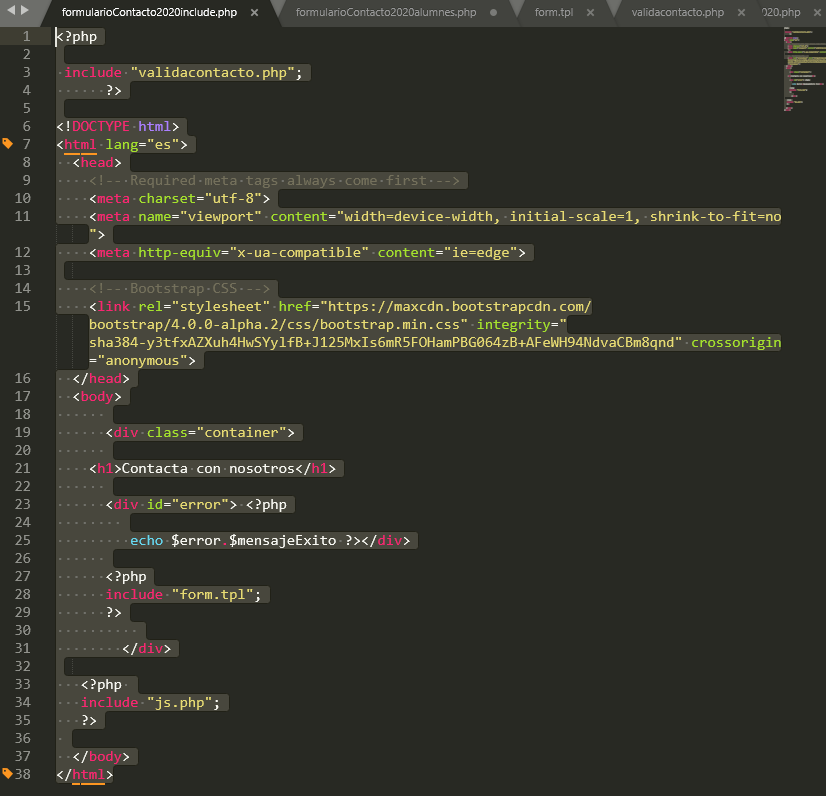 formularioContacto2020include.php × formularioContacto2020alumnes.php ● form.tpl × validacontacto.php × 020.php ×
1 <?php
2
3 include "validacontacto.php";
4 ?>
5
6 <!DOCTYPE html>
7 <html lang="es">
8 <head>
9 <!-- Required meta tags always come first -->
10 <meta charset="utf-8">
11 <meta name="viewport" content="width=device-width, initial-scale=1, shrink-to-fit=no
">
12 <meta http-equiv="x-ua-compatible" content="ie=edge">
13
14 <!-- Bootstrap CSS -->
15 <link rel="stylesheet" href="https://maxcdn.bootstrapcdn.com/
bootstrap/4.0.0-alpha.2/css/bootstrap.min.css" integrity="
sha384-y3tfxAZXuh4HwSYylfB+J125MxIs6mR5FOHamPBG064zB+AFeWH94NdvaCBm8qnd" crossorigin
="anonymous">
16 </head>
17 <body>
18
19 <div class="container">
20
21 <h1>Contacta con nosotros</h1>
22
23 <div id="error"> <?php
24
25 echo $error.$mensajeExito ?></div>
26
27 <?php
28 include "form.tpl";
29 ?>
30
31 </div>
32
33 <?php
34 include "js.php";
35 ?>
36
37 </body>
38 </html>